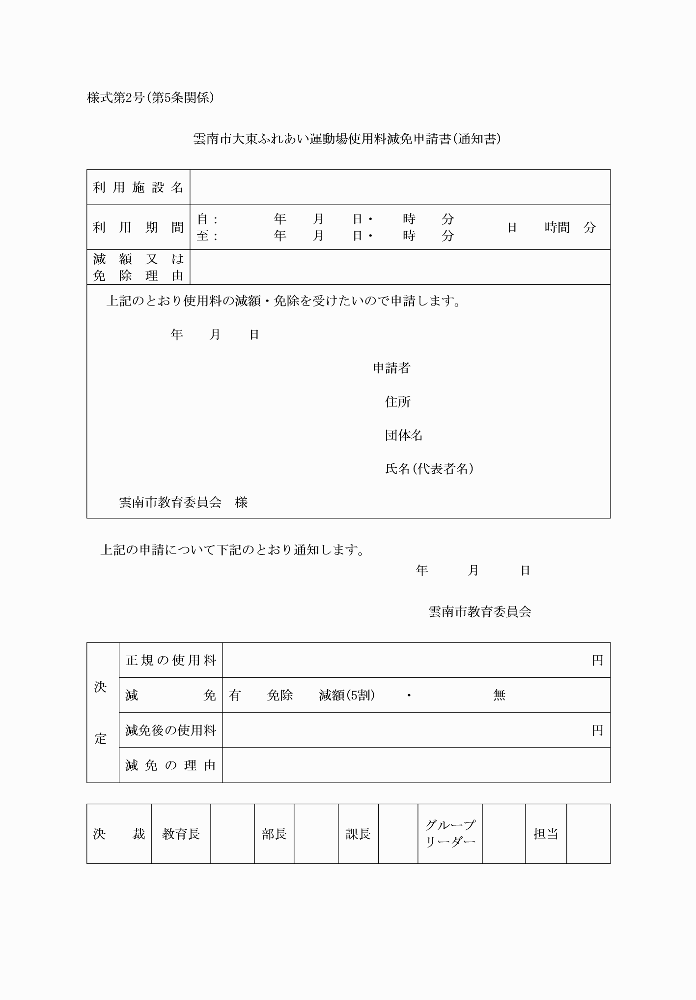 様式第2号(第5条関係)
雲南市大東ふれあい運動場使用料減免申請書(通知書)
利用施設名
利用期間
自： 年 月 日・ 時 分
至： 年 月 日・ 時 分
日 時間 分
減額又は
免除理由
上記のとおり使用料の減額・免除を受けたいので申請します。
年 月 日
申請者
住所
団体名
氏名(代表者名)
雲南市教育委員会 様
上記の申請について下記のとおり通知します。
年 月 日
雲南市教育委員会
決定
正規の使用料 円
減免 有 免除 減額(5割) ・ 無
減免後の使用料 円
減免の理由
決裁 教育長 部長 課長 グループ
リーダー 担当